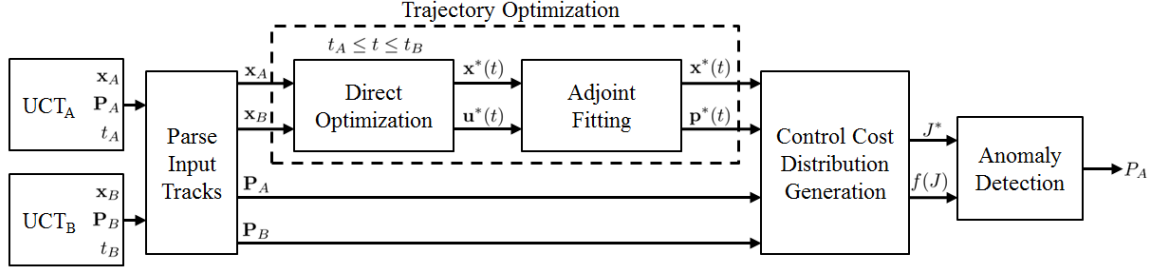 Trajectory Optimization
t_A ≤ t ≤ t_B
UCT_A
x_A
P_A
t_A
UCT_B
x_B
P_B
t_B
Parse
Input
Tracks
x_A
x_B
P_A
P_B
Direct
Optimization
x*(t)
u*(t)
Adjoint
Fitting
x*(t)
p*(t)
Control Cost
Distribution
Generation
J*
f(J)
Anomaly
Detection
P_A